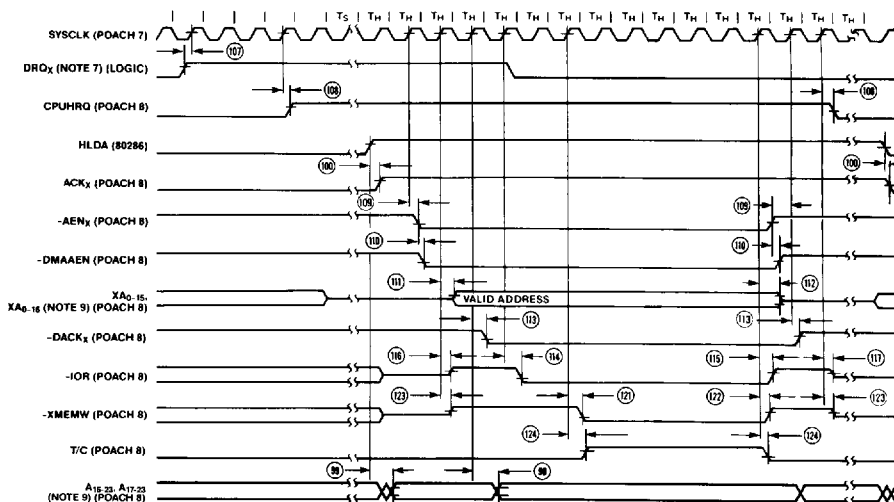 TS TH TH TH TH TH TH TH TH TH TH TH TH TH TH TH TH
SYSCLK (POACH 7)
107
DRQX (NOTE 7) (LOGIC)
108
108
CPUHRQ (POACH 8)
HLDA (80286)
100
100
ACKX (POACH 8)
109
109
-AENX (POACH 8)
110
110
-DMAAEN (POACH 8)
111
112
XA0-15,
XA0-16 (NOTE 9) (POACH 8)
VALID ADDRESS
113
113
-DACKX (POACH 8)
116
114
115
117
-IOR (POACH 8)
123
121
122
123
-XMEMW (POACH 8)
124
124
T/C (POACH 8)
99
98
A16-23, A17-23
(NOTE 9) (POACH 8)